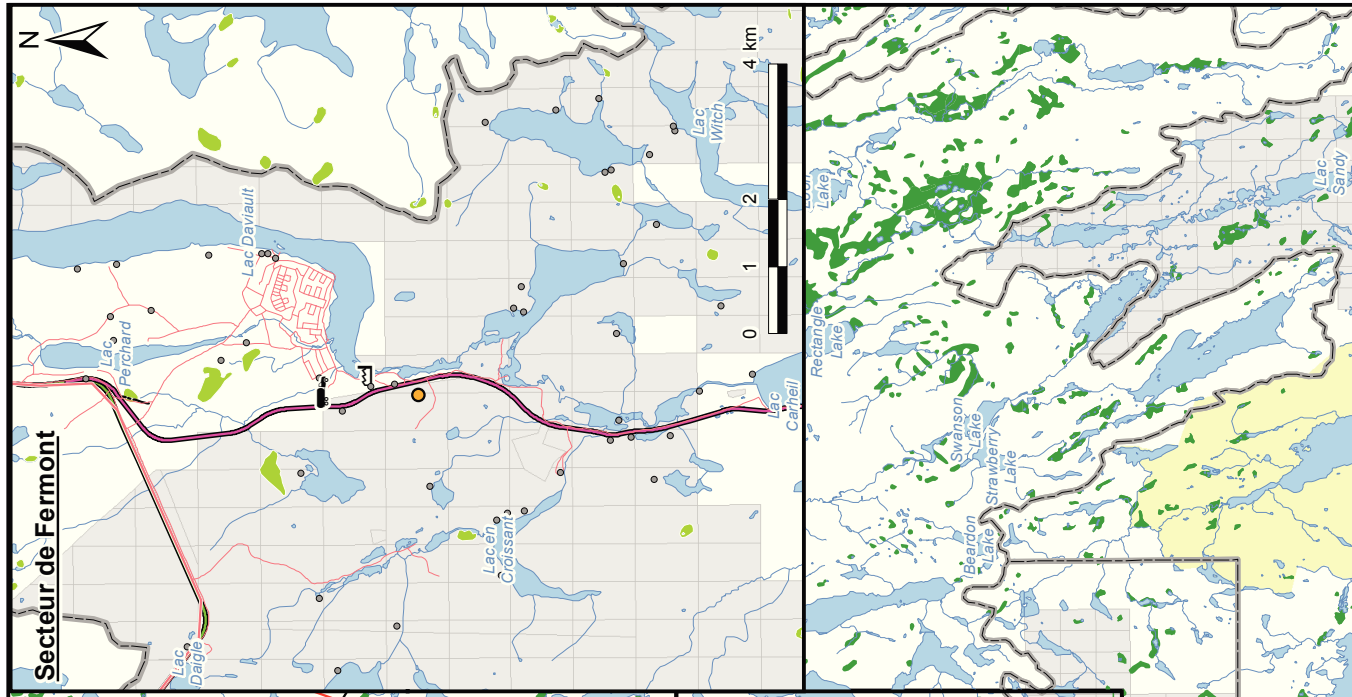 Secteur de Fermont
N
Lac Daviault
Lac
Perchard
Lac
Daigle
Lac en
Croissant
Lac
Witch
Lac
Carheil
0
1
2
4
km
Lake
Rectangle
Lake
Swanson
Lake
Strawberry
Lake
Beardon
Lake
Lac
Sandy